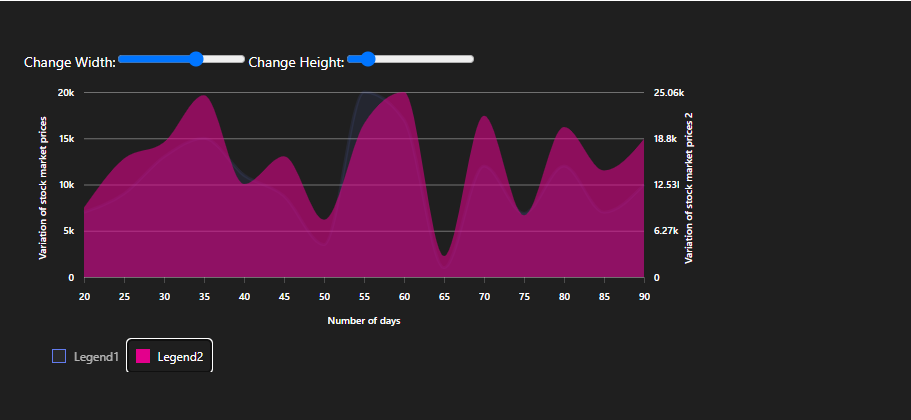 Change Width: Change Height:
20k
15k
10k
5k
0
Variation of stock market prices
25.06k
18.8k
12.53l
6.27k
0
Variation of stock market prices 2
20 25 30 35 40 45 50 55 60 65 70 75 80 85 90
Number of days
Legend1 Legend2